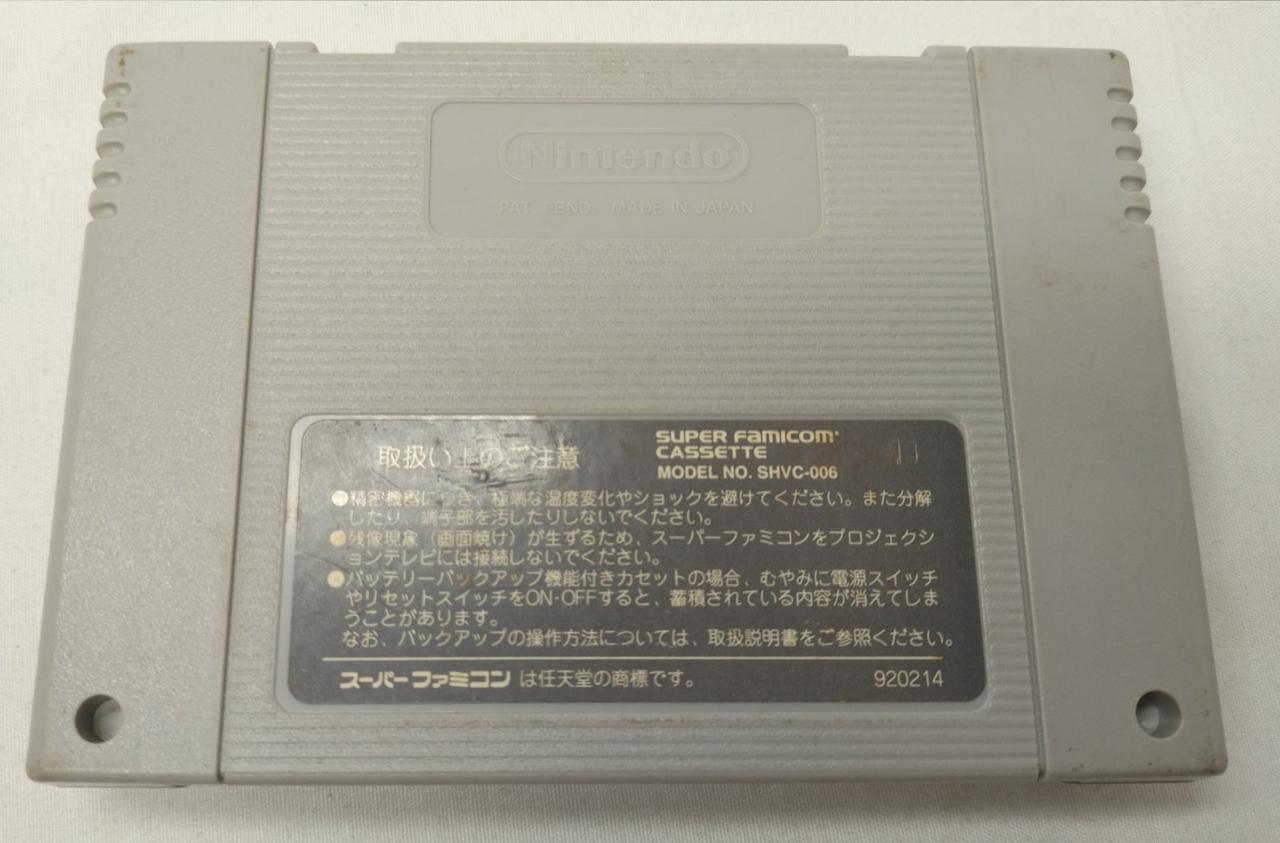 Nintendo
PAT. PEND. MADE IN JAPAN
取扱い上のご注意
SUPER FAMICOM
CASSETTE
MODEL NO. SHVC-006
11
●精密機器につき、極端な温度変化やショックを避けてください。また分解
したり、端子部を汚したりしないでください。
●残像現象（画面焼け）が生ずるため、スーパーファミコンをプロジェクシ
ョンテレビには接続しないでください。
●バッテリーバックアップ機能付きカセットの場合、むやみに電源スイッチ
やリセットスイッチをON·OFFすると、蓄積されている内容が消えてしま
うことがあります。
なお、バックアップの操作方法については、取扱説明書をご参照ください。
スーパーファミコン は任天堂の商標です。
920214